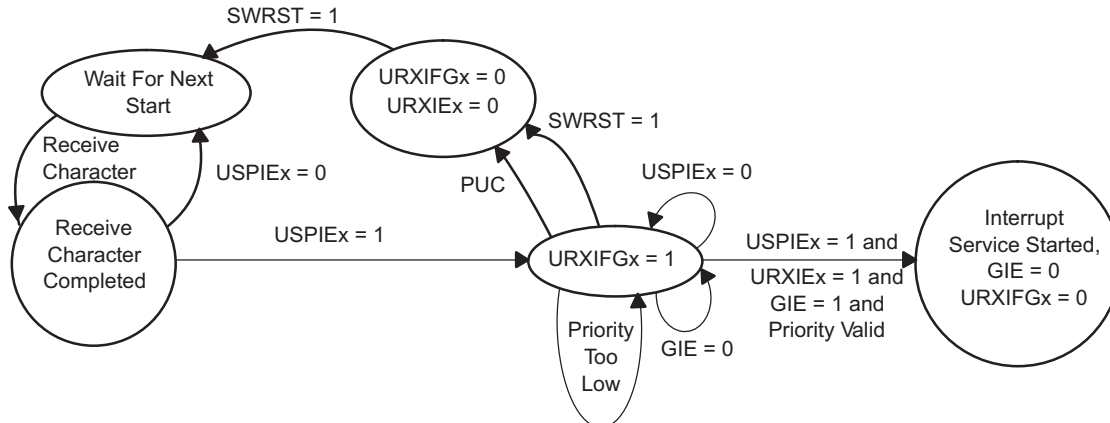 SWRST = 1
Wait For Next
Start
URXIFGx = 0
URXIEx = 0
Receive
Character
USPIEx = 0
SWRST = 1
PUC
USPIEx = 0
Receive
Character
Completed
USPIEx = 1
URXIFGx = 1
USPIEx = 1 and
URXIEx = 1 and
GIE = 1 and
Priority Valid
Interrupt
Service Started,
GIE = 0
URXIFGx = 0
Priority
Too
Low
GIE = 0